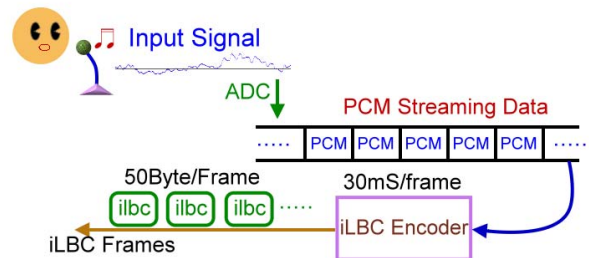 Input Signal
ADC
PCM Streaming Data
····· PCM PCM PCM PCM PCM ·····
50Byte/Frame
30mS/frame
ilbc ilbc ilbc ·····
iLBC Encoder
iLBC Frames